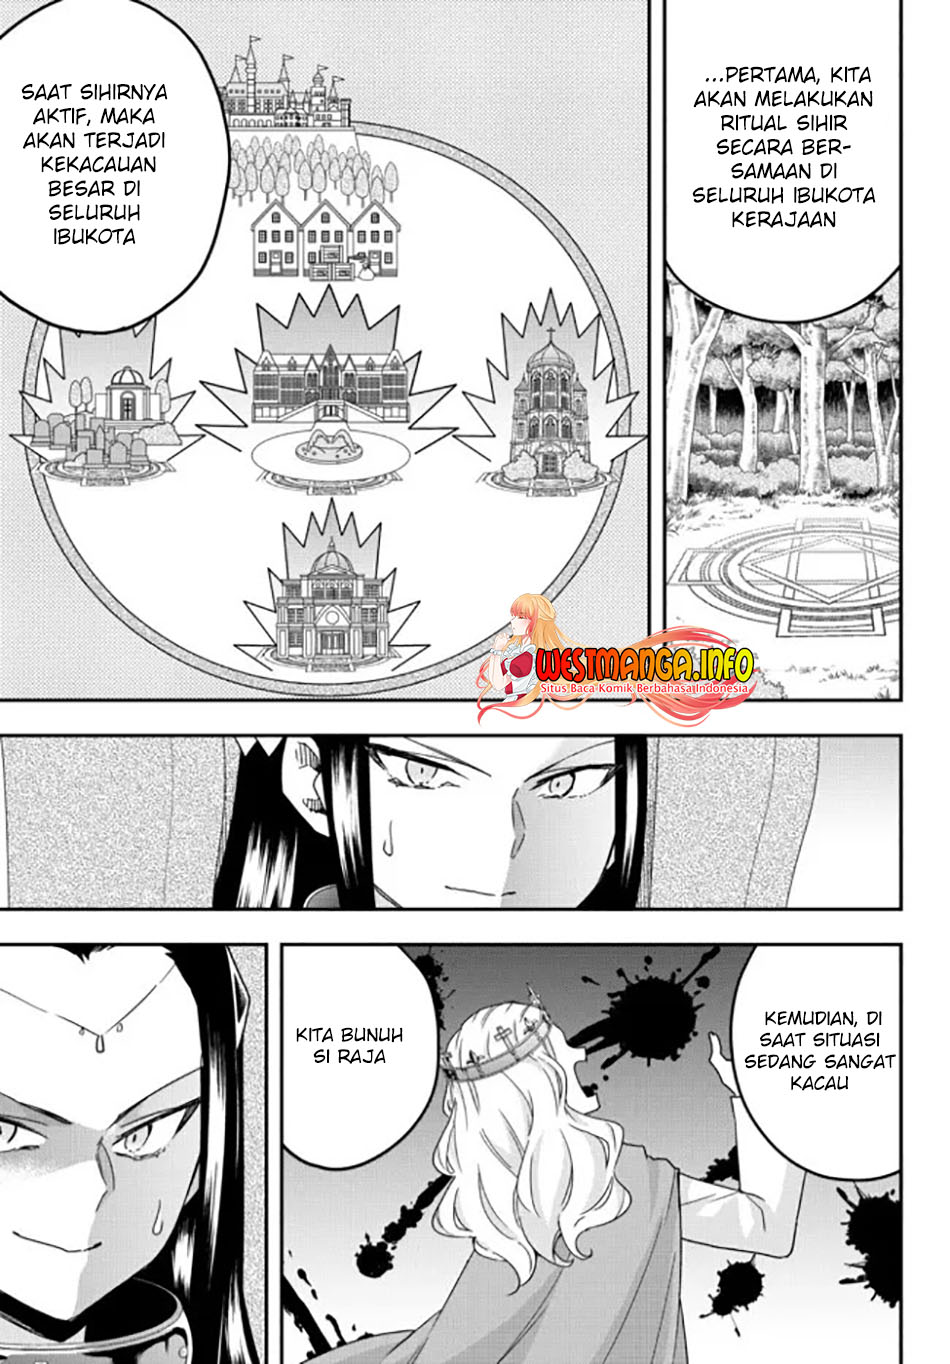 ...PERTAMA, KITA
AKAN MELAKUKAN
RITUAL SIHIR
SECARA BER-
SAMAAN DI
SELURUH IBUKOTA
KERAJAAN
SAAT SIHIRNYA
AKTIF, MAKA
AKAN TERJADI
KEKACAUAN
BESAR DI
SELURUH
IBUKOTA
WESTMANGA.INFO
Situs Baca Komik Berbahasa Indonesia
KEMUDIAN, DI
SAAT SITUASI
SEDANG SANGAT
KACAU
KITA BUNUH
SI RAJA